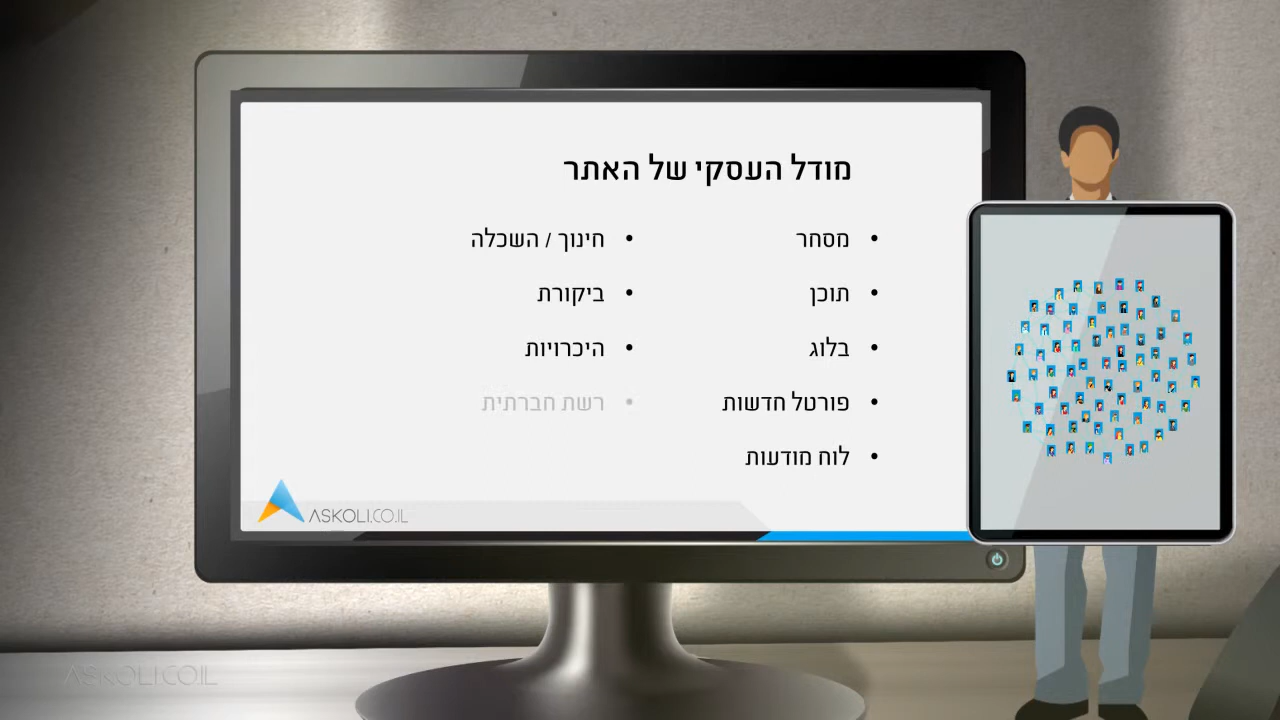 מודל העסקי של האתר
• מסחר
• תוכן
• בלוג
• פורטל חדשות
• לוח מודעות
• חינוך / השכלה
• ביקורת
• היכרויות
• רשת חברתית
ASKOLI.CO.IL
ASKOLI.CO.IL